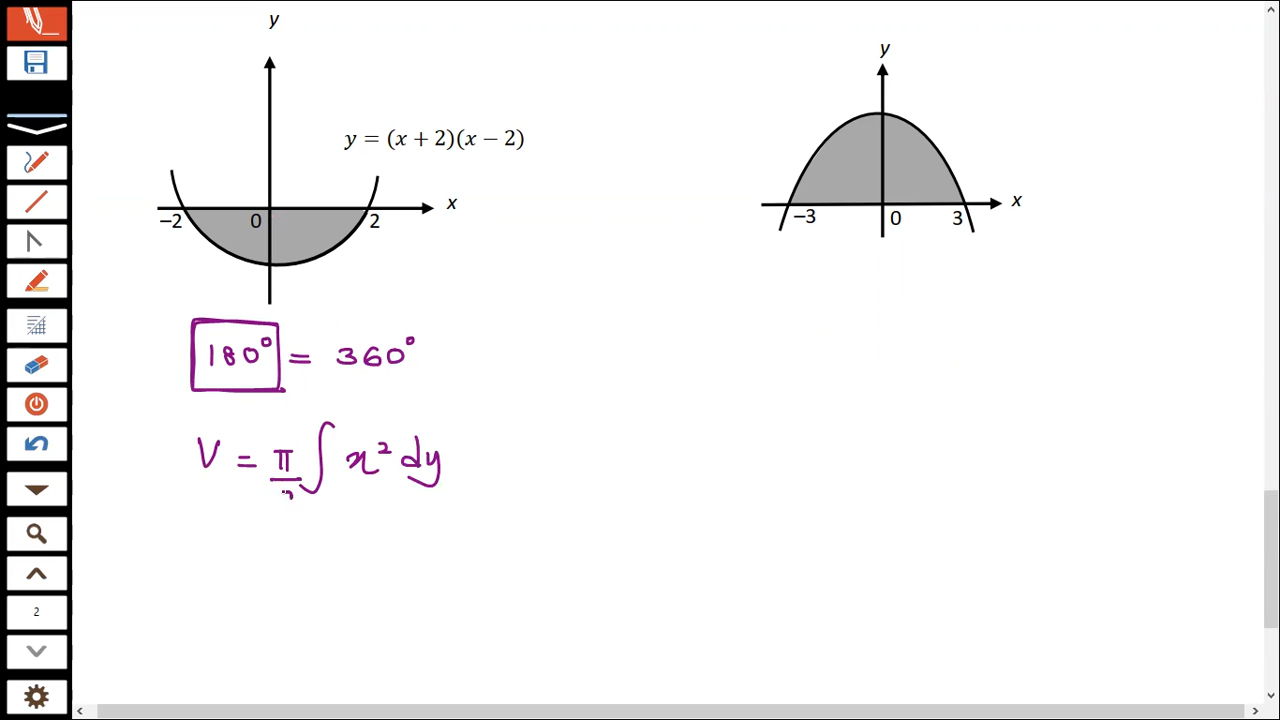 y
y = (x + 2)(x − 2)
x
−2
0
2
180° = 360°
V = π ∫ x² dy
y
x
−3
0
3
2